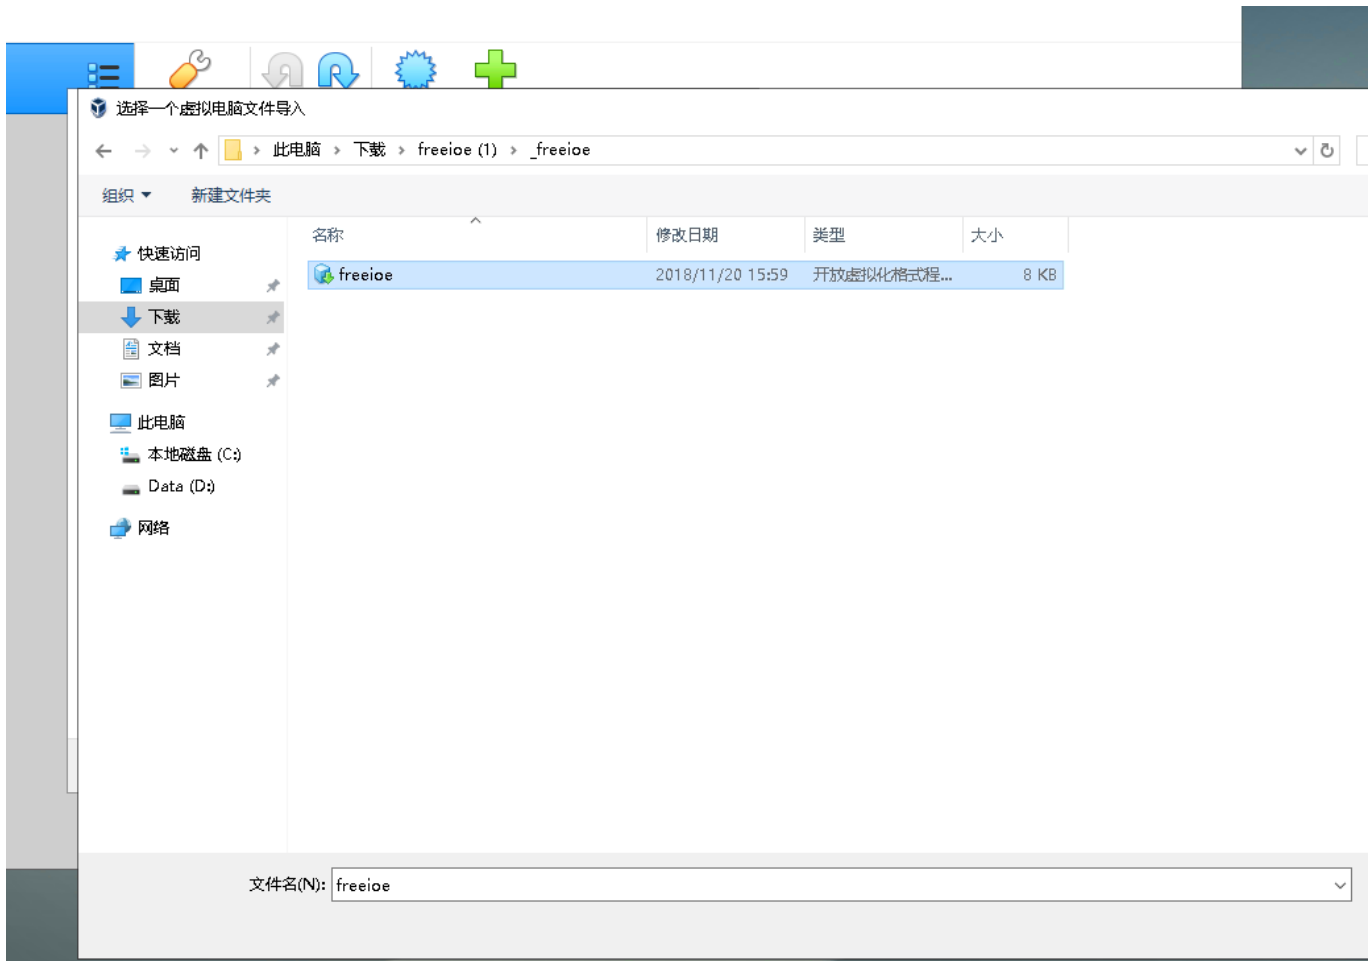 选择一个虚拟电脑文件导入
此电脑 > 下载 > freeioe (1) > _freeioe
组织 新建文件夹
名称 修改日期 类型 大小
快速访问
freeioe 2018/11/20 15:59 开放虚拟化格式程... 8 KB
桌面
下载
文档
图片
此电脑
本地磁盘 (C:)
Data (D:)
网络
文件名(N): freeioe